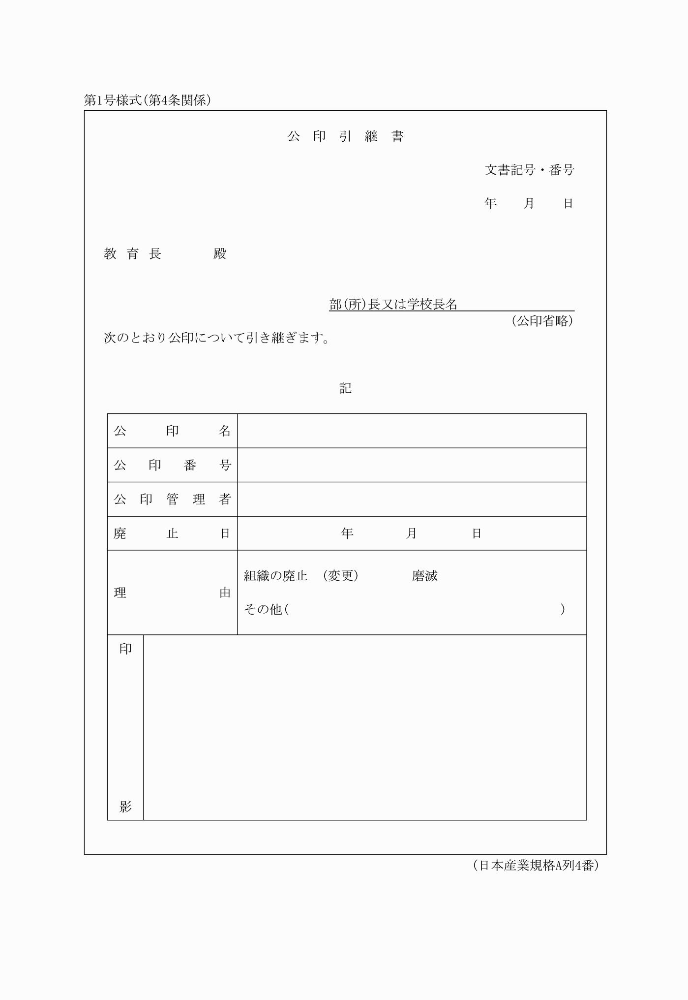 第1号様式(第4条関係)
公　印　引　継　書
文書記号・番号
年　　月　　日
教 育 長　　　　殿
部(所)長又は学校長名
(公印省略)
次のとおり公印について引き継ぎます。
記
公　印　名
公　印　番　号
公　印　管　理　者
廃　止　日　　年　　月　　日
組織の廃止　(変更)　　　　磨滅
理　由
その他(　　　　　　　　　　)
印
影
(日本産業規格A列4番)